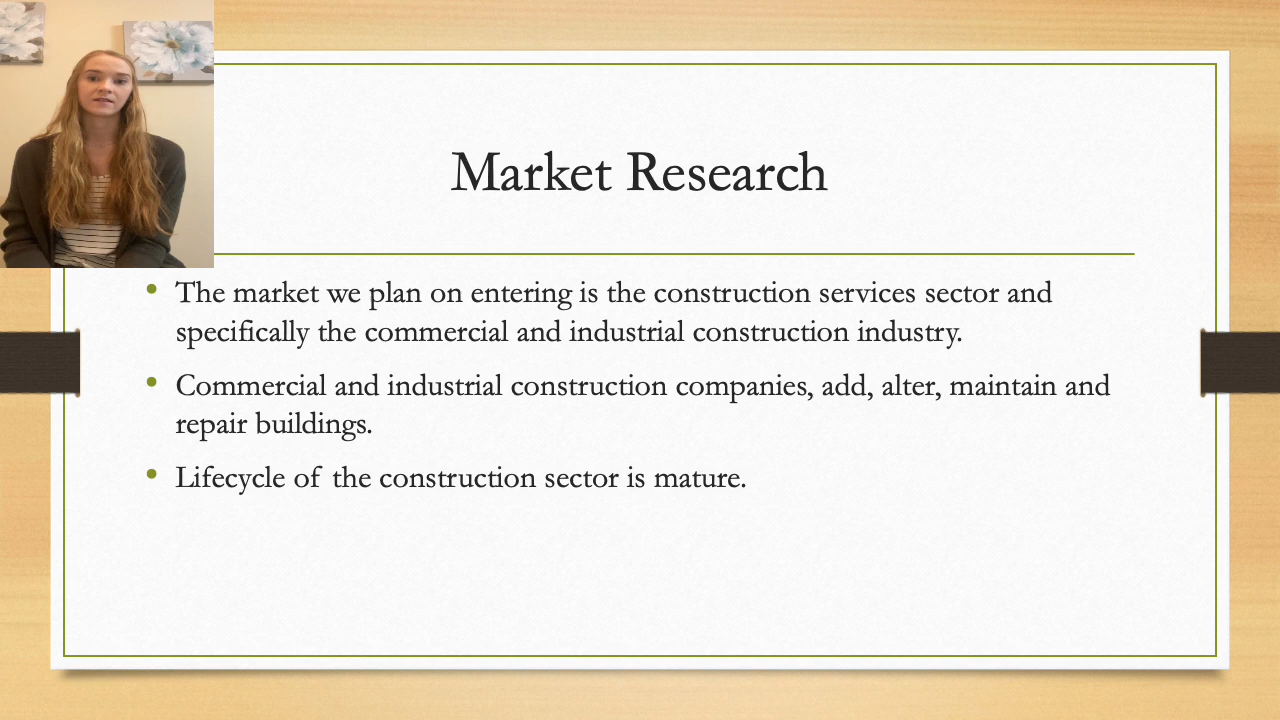 Market Research
The market we plan on entering is the construction services sector and
specifically the commercial and industrial construction industry.
Commercial and industrial construction companies, add, alter, maintain and
repair buildings.
Lifecycle of the construction sector is mature.